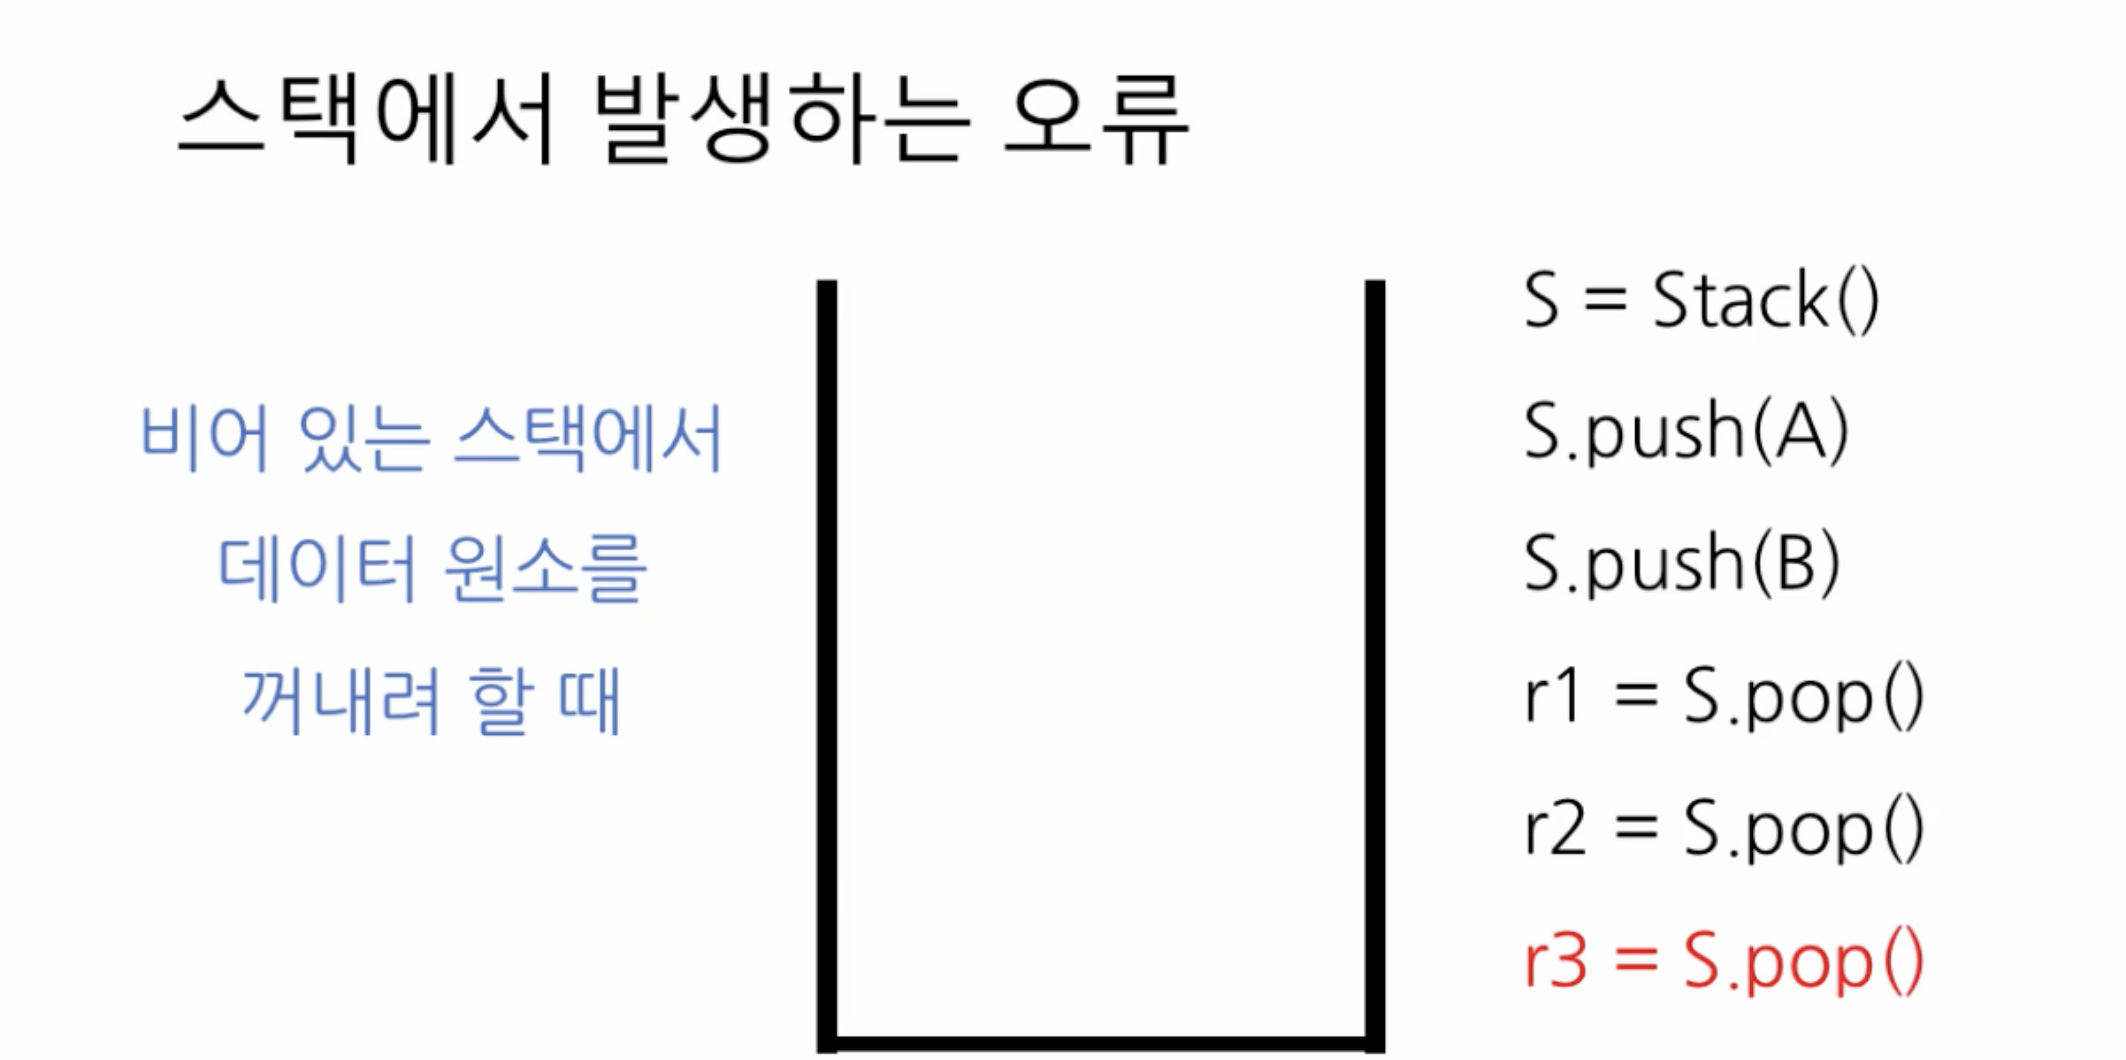 스택에서 발생하는 오류
비어 있는 스택에서
데이터 원소를
꺼내려 할 때
S = Stack()
S.push(A)
S.push(B)
r1 = S.pop()
r2 = S.pop()
r3 = S.pop()